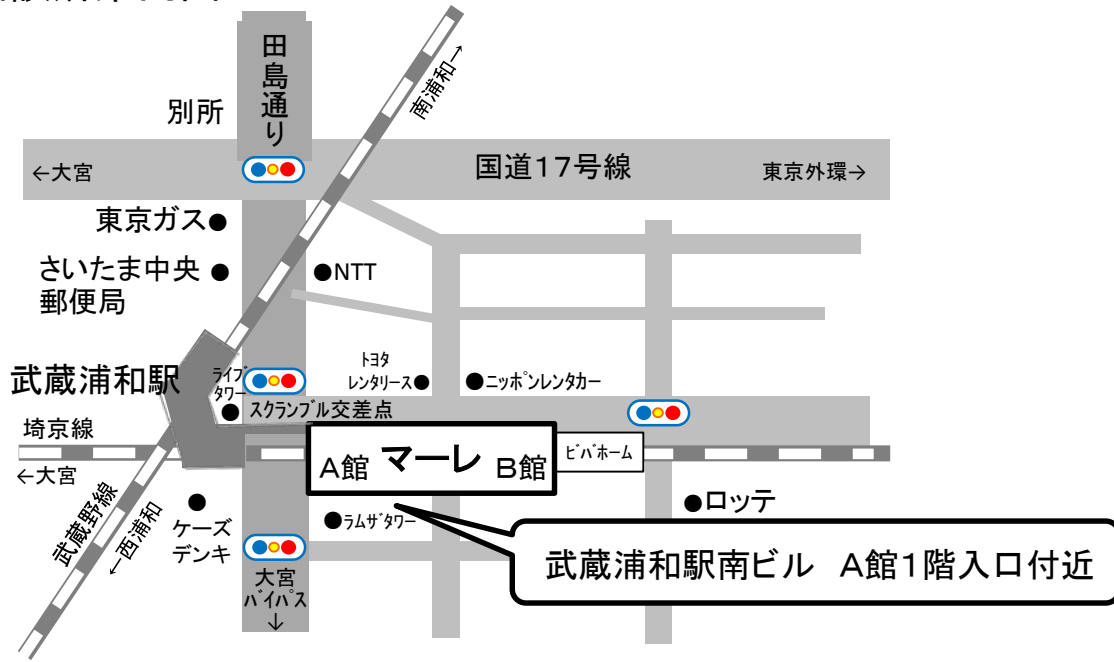 田島通り
南浦和→
別所
←大宮
国道17号線
東京外環→
東京ガス●
さいたま中央
郵便局
●
●NTT
武蔵浦和駅
ライブ
タワー
●
スクランブル交差点
トヨタ
レンタリース●
●ニッポンレンタカー
埼京線
←大宮
A館 マーレ B館
ビバホーム
武蔵野線
←西浦和
●
ケーズ
デンキ
●ラムザタワー
●ロッテ
大宮
バイパス
↓
武蔵浦和駅南ビル A館1階入口付近